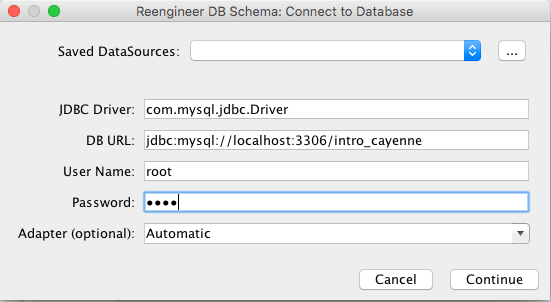 Reengineer DB Schema: Connect to Database
Saved DataSources: ...
JDBC Driver: com.mysql.jdbc.Driver
DB URL: jdbc:mysql://localhost:3306/intro_cayenne
User Name: root
Password: ●●●●
Adapter (optional): Automatic
Cancel Continue